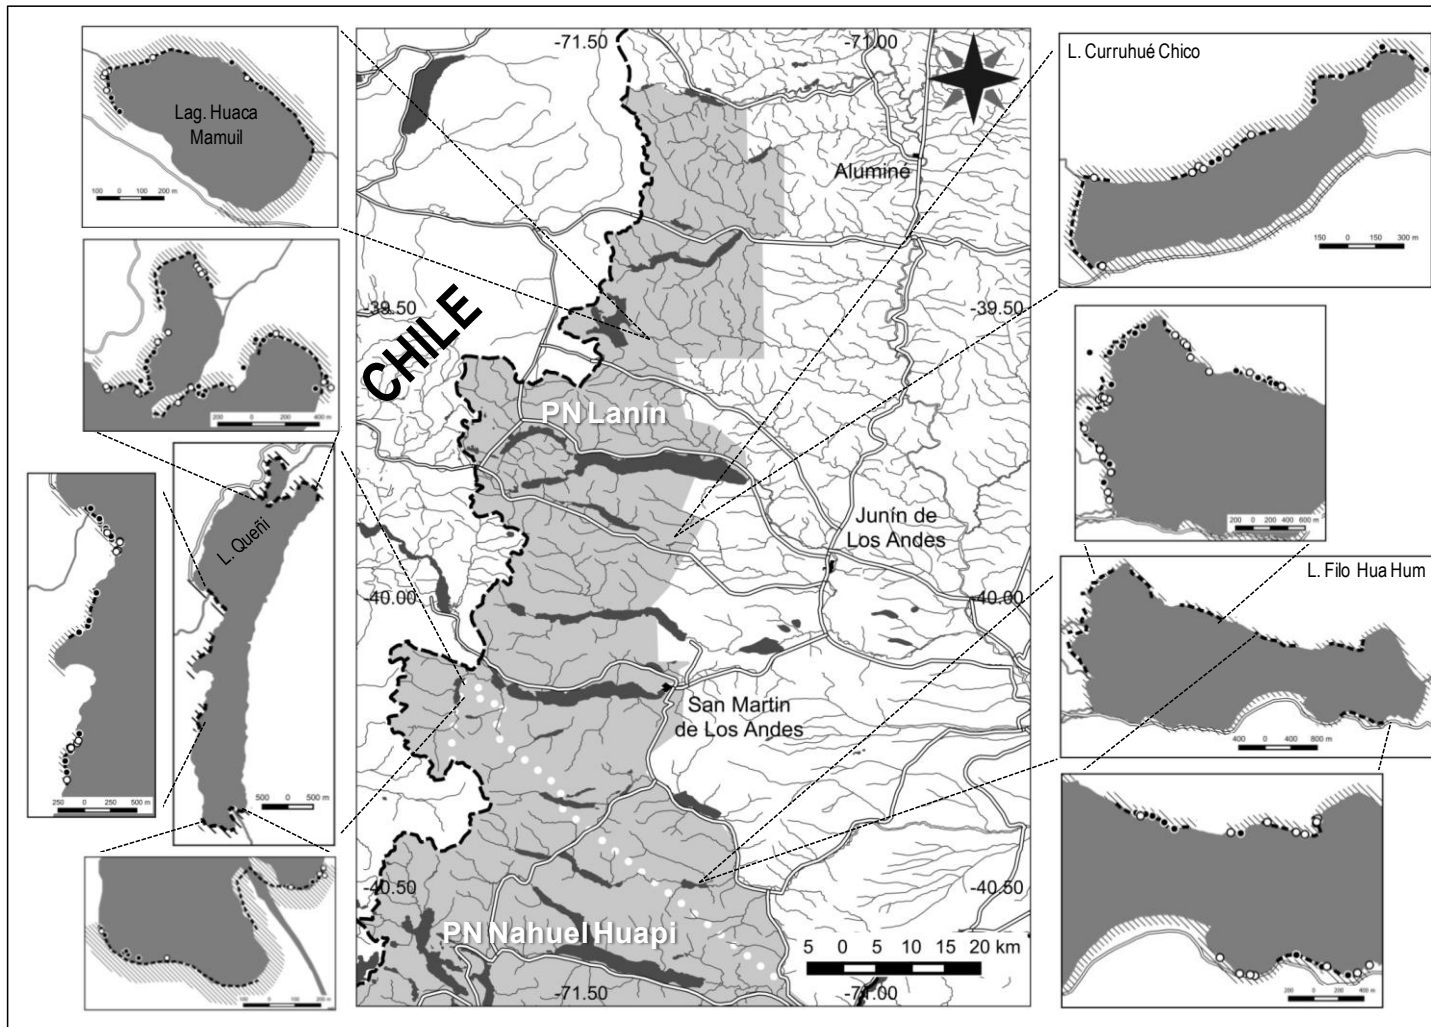 -71.50
-71.00
L. Curruhué Chico
Lag. Huaca
Mamuil
Aluminé
100 0 100 200 m
150 0 150 300 m
-39.50
-39.50
CHILE
200 0 200 400 m
PN Lanín
L. Queñi
Junín de
Los Andes
200 0 200 400 600 m
L. Filo Hua Hum
-40.00
-40.00
San Martin
de Los Andes
400 0 400 800 m
250 0 250 500 m
500 0 500 m
-40.50
-40.50
PN Nahuel Huapi
5 0 5 10 15 20 km
-71.50
-71.00
100 0 100 200 m
200 0 200 400 m